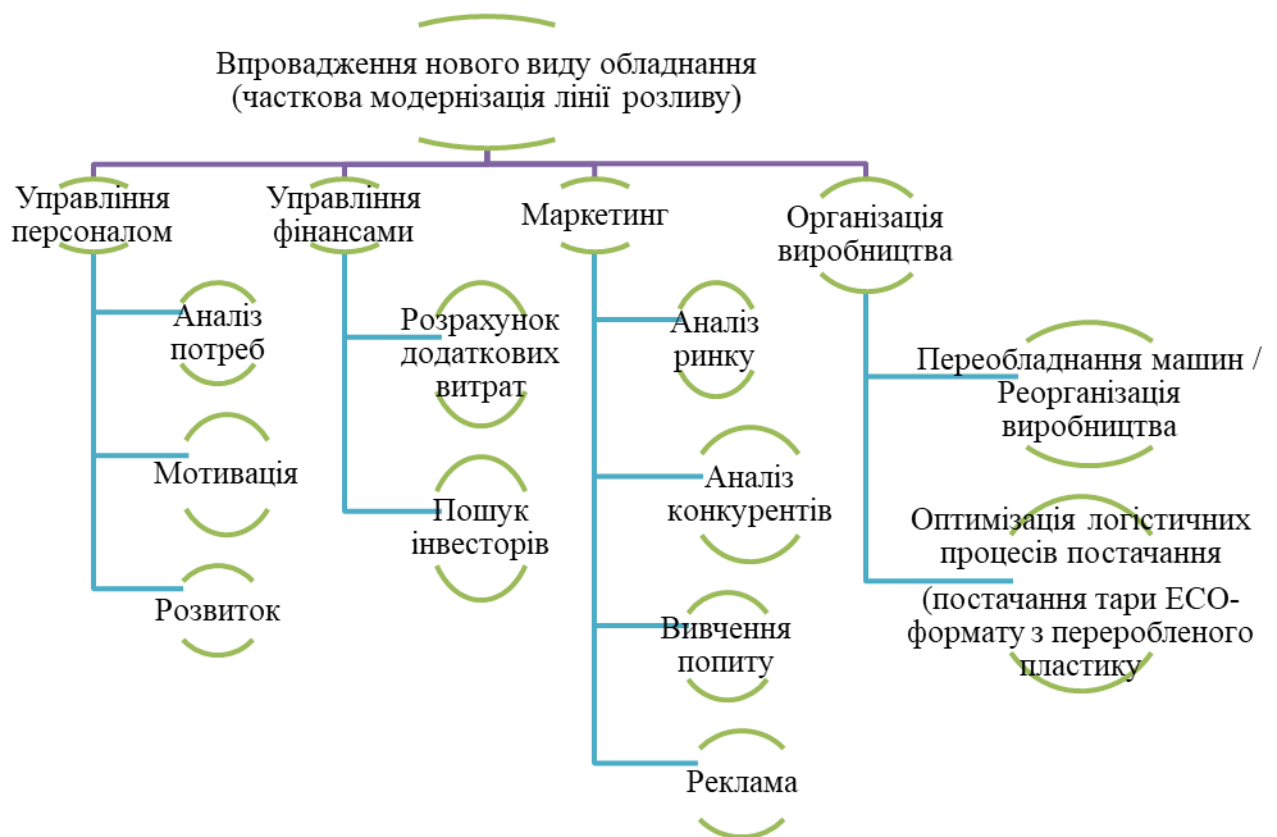 Впровадження нового виду обладнання
(часткова модернізація лінії розливу)
Управління
персоналом
Аналіз
потреб
Мотивація
Розвиток
Управління
фінансами
Розрахунок
додаткових
витрат
Пошук
інвесторів
Маркетинг
Аналіз
ринку
Аналіз
конкурентів
Вивчення
попиту
Реклама
Організація
виробництва
Переобладнання машин /
Реорганізація
виробництва
Оптимізація логістичних
процесів постачання
(постачання тари ECO-
формату з переробленого
пластику